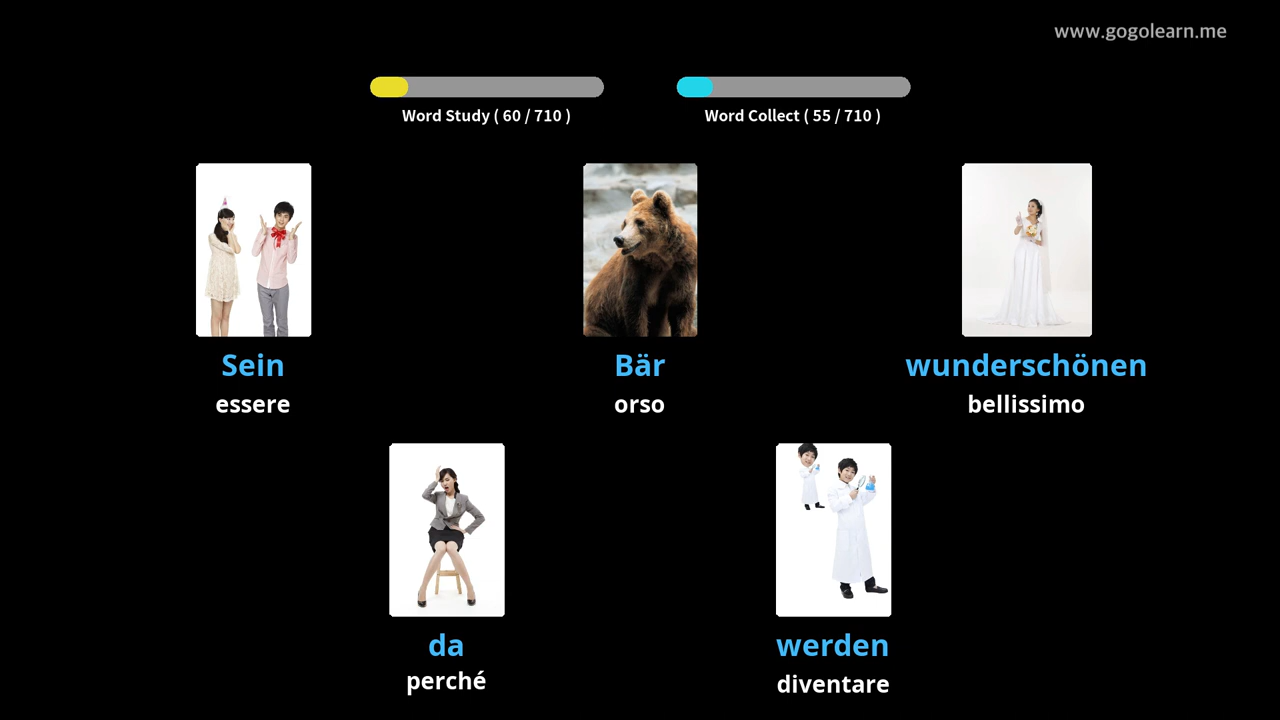 www.gogolearn.me
Word Study ( 60 / 710 )
Word Collect ( 55 / 710 )
Sein
essere
Bär
orso
wunderschönen
bellissimo
da
perché
werden
diventare